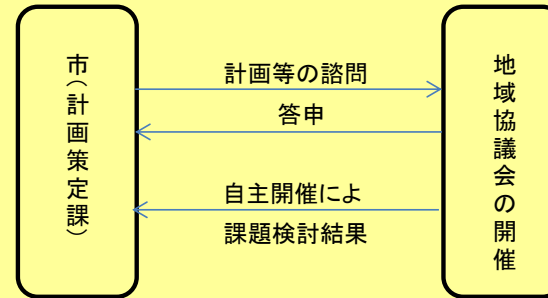 市(計画策定課)
計画等の諮問
答申
自主開催によ
課題検討結果
地域協議会の開催